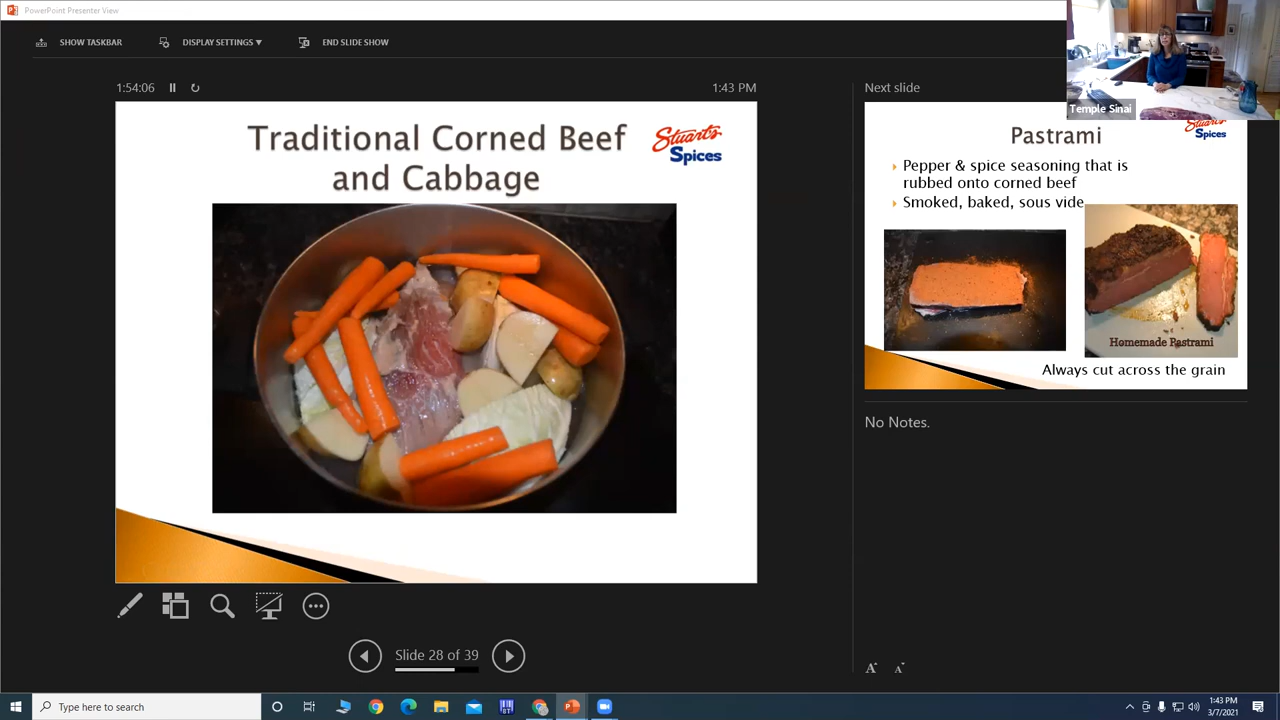 PowerPoint Presenter View
SHOW TASKBAR
DISPLAY SETTINGS ▼
END SLIDE SHOW
1:54:06
1:43 PM
Traditional Corned Beef
and Cabbage
Stuart's
Spices
Next slide
Temple Sinai
Pastrami
Stuart's
Spices
Pepper & spice seasoning that is
rubbed onto corned beef
Smoked, baked, sous vide
Homemade Pastrami
Always cut across the grain
No Notes.
Slide 28 of 39
A A
Type here to search
1:43 PM
3/7/2021